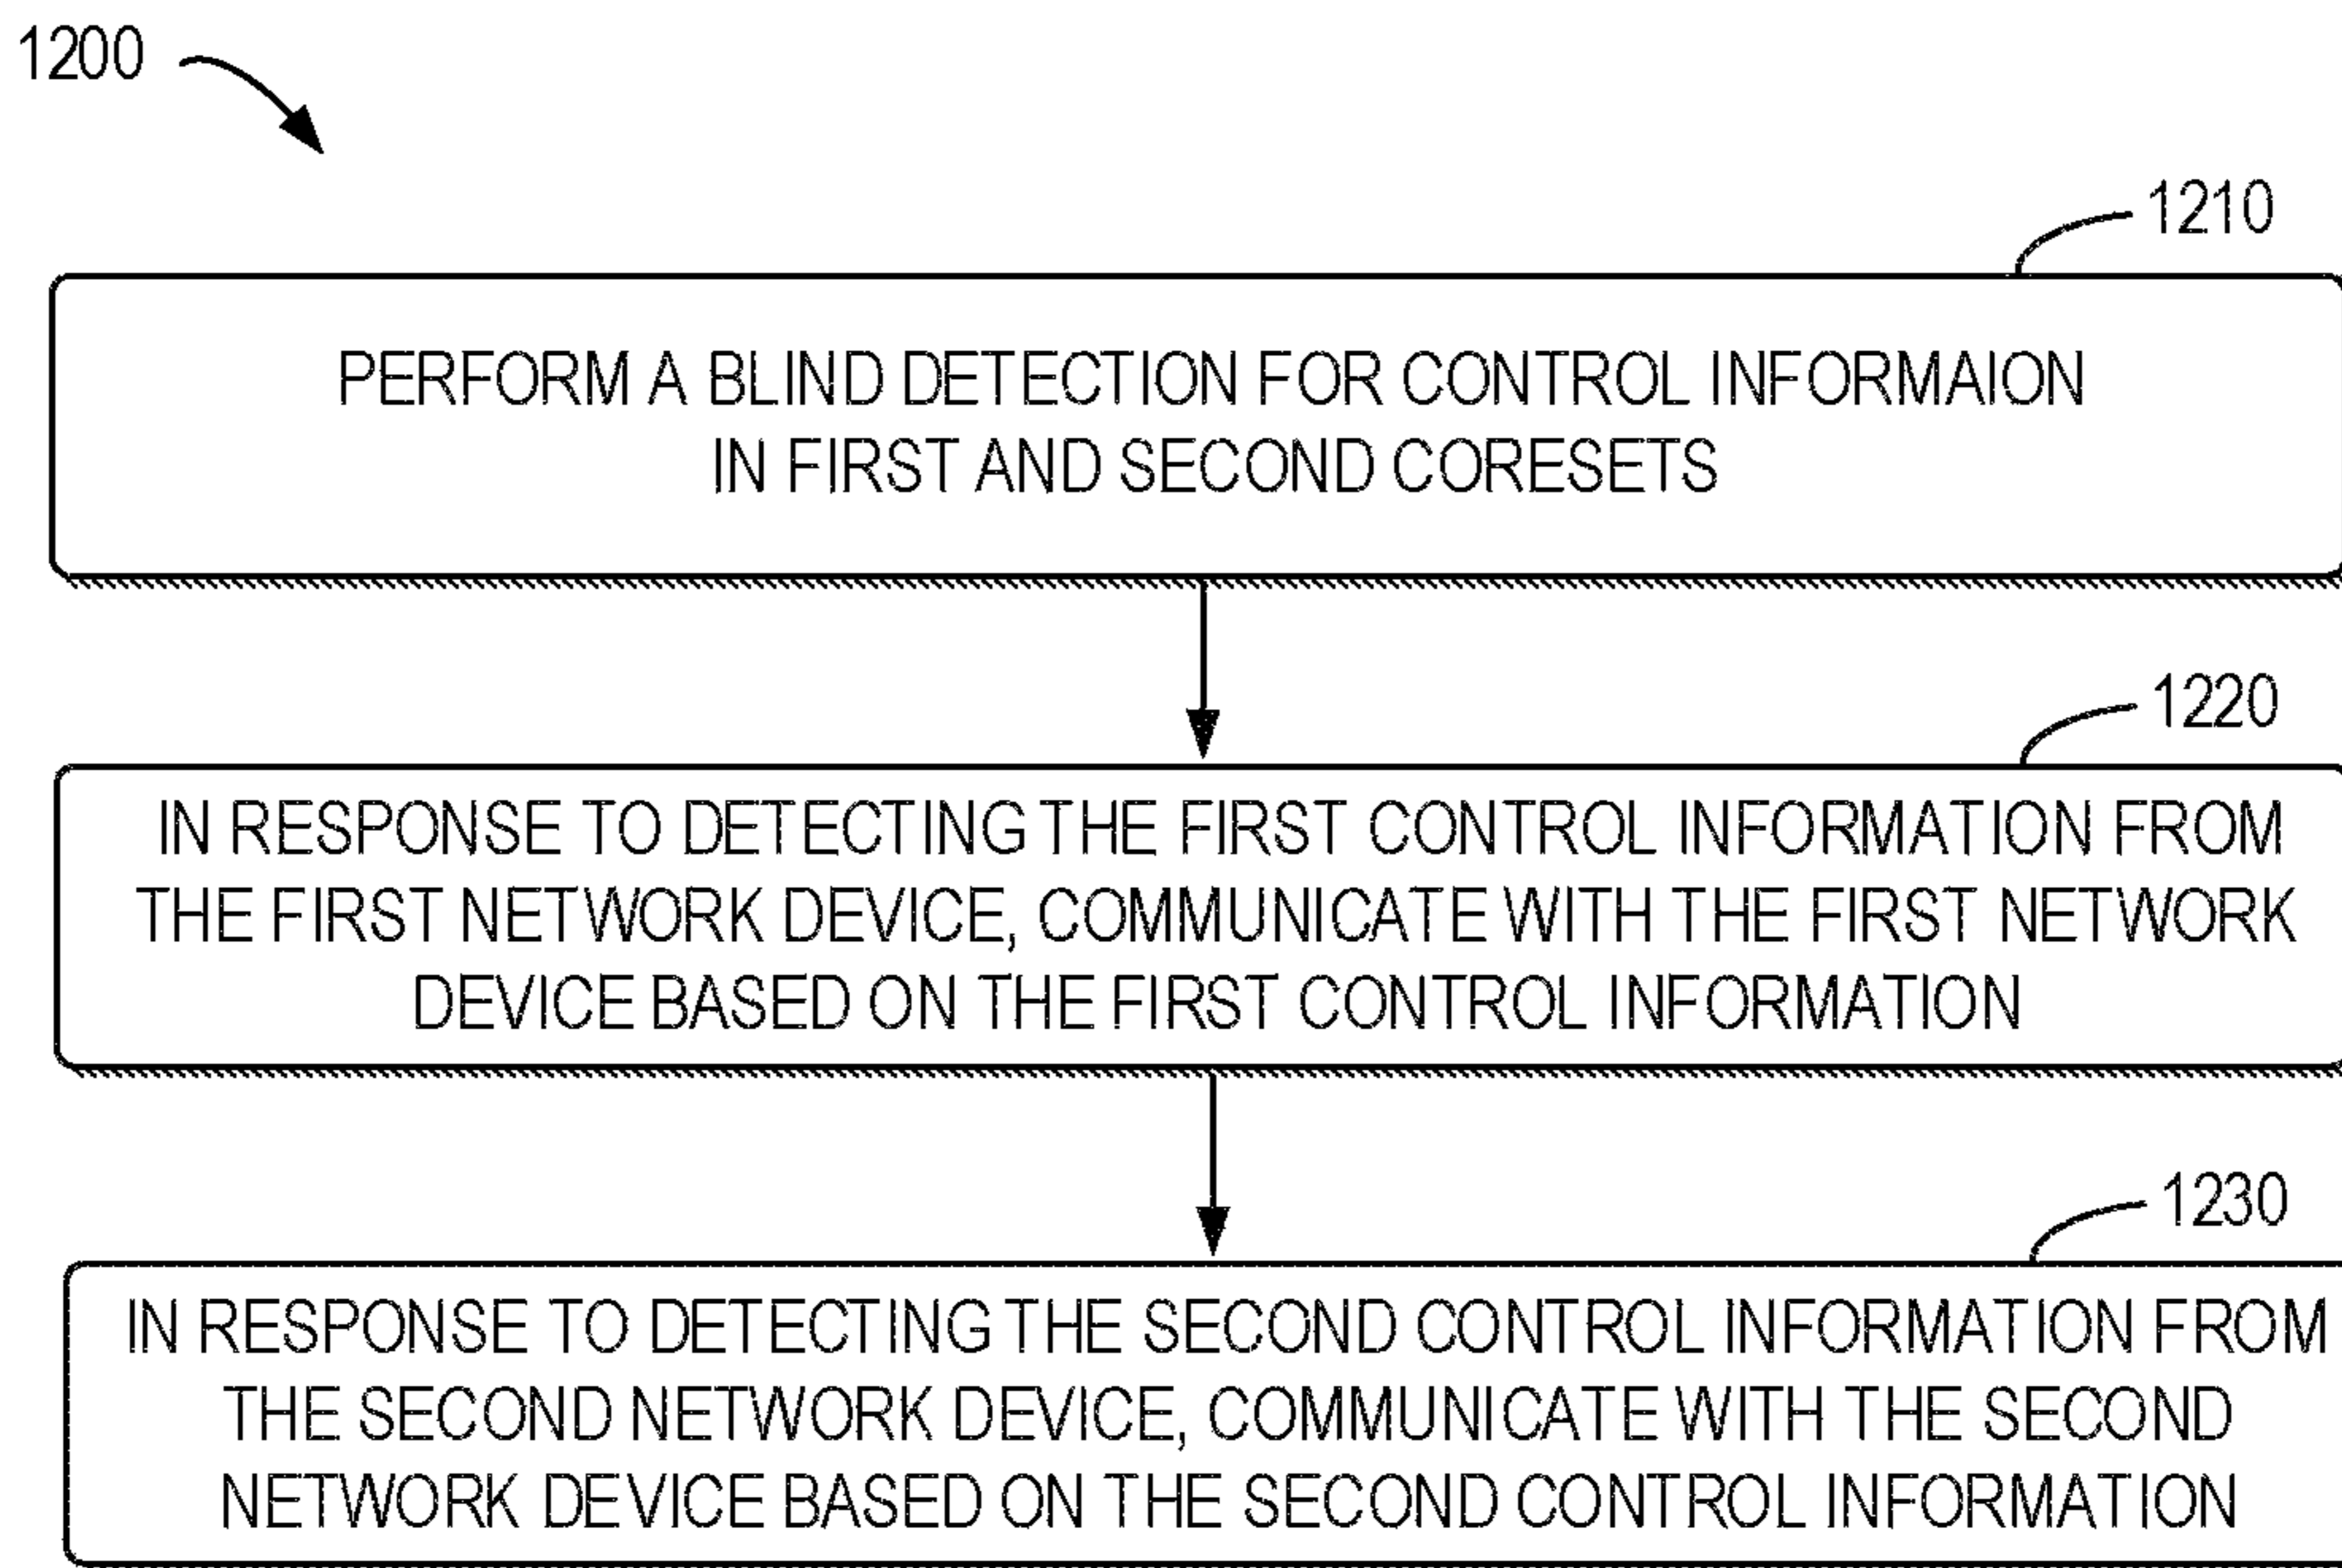 1200
1210
PERFORM A BLIND DETECTION FOR CONTROL INFORMAION
IN FIRST AND SECOND CORESETS
1220
IN RESPONSE TO DETECTING THE FIRST CONTROL INFORMATION FROM
THE FIRST NETWORK DEVICE, COMMUNICATE WITH THE FIRST NETWORK
DEVICE BASED ON THE FIRST CONTROL INFORMATION
1230
IN RESPONSE TO DETECTING THE SECOND CONTROL INFORMATION FROM
THE SECOND NETWORK DEVICE, COMMUNICATE WITH THE SECOND
NETWORK DEVICE BASED ON THE SECOND CONTROL INFORMATION